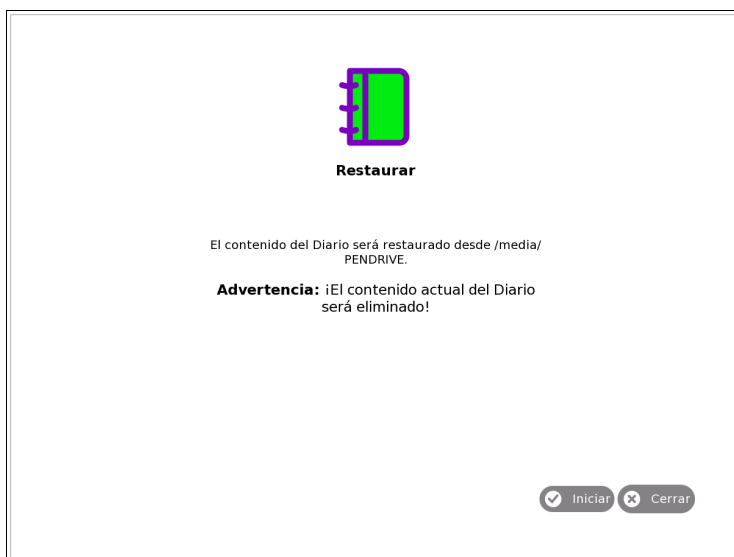 Restaurar
El contenido del Diario será restaurado desde /media/
PENDRIVE.
Advertencia: ¡El contenido actual del Diario
será eliminado!
Iniciar
Cerrar